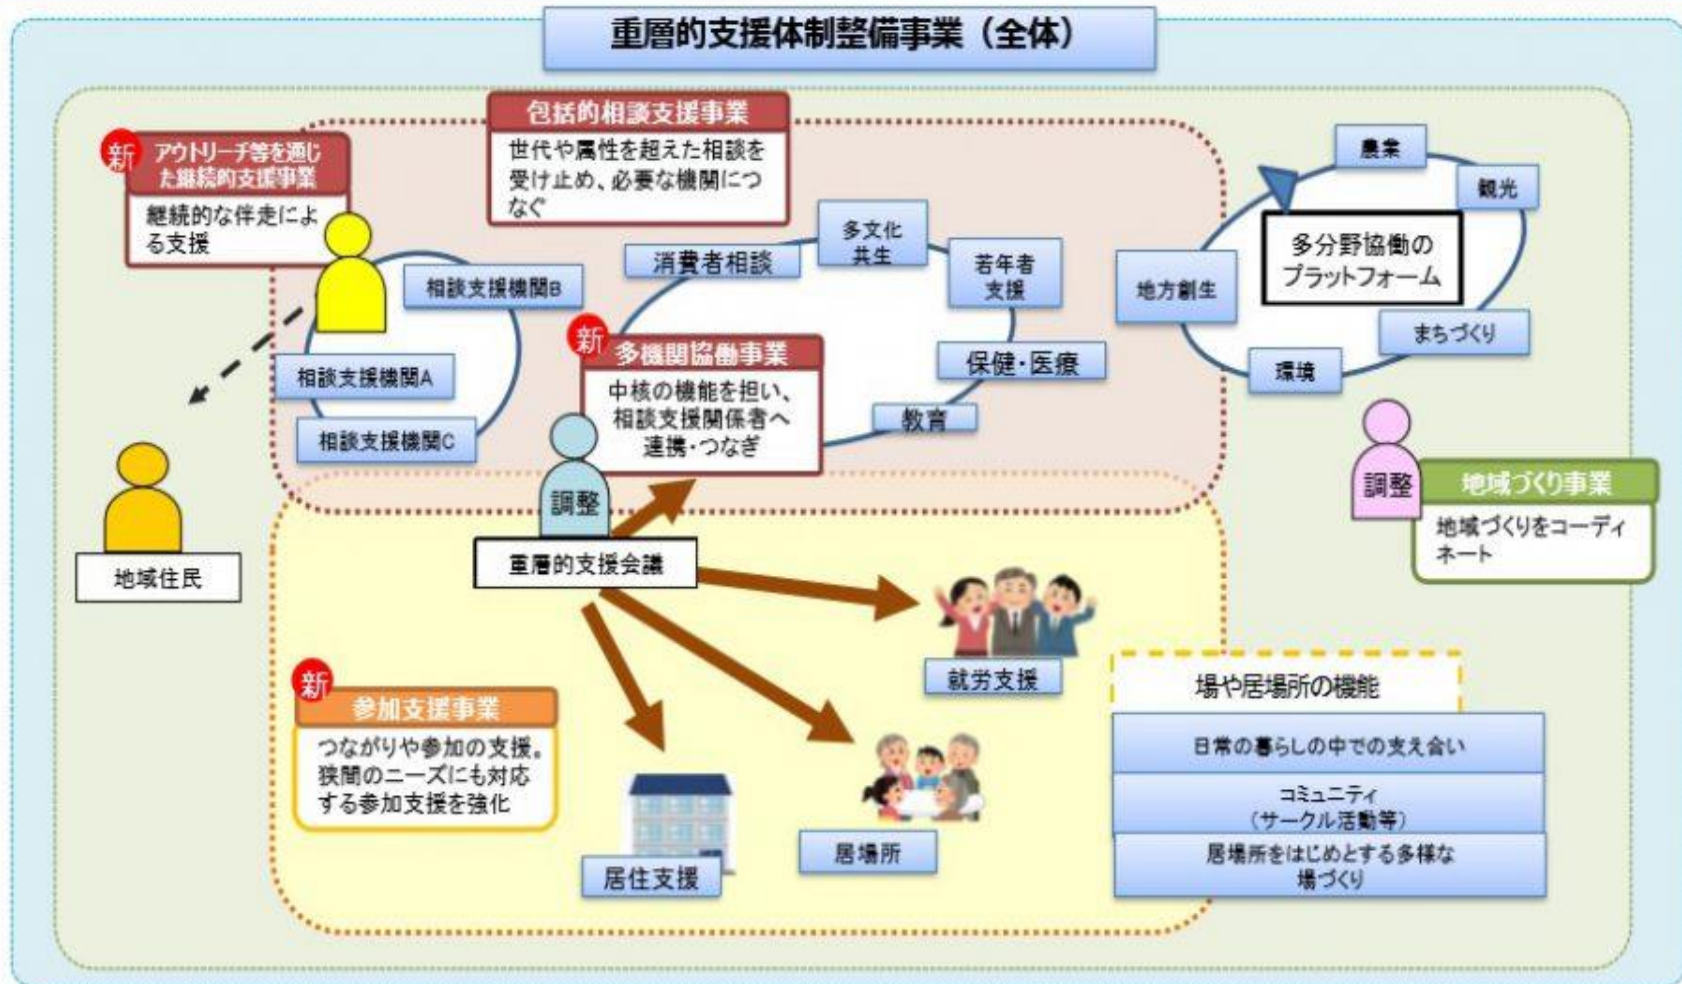 重層的支援体制整備事業（全体）
包括的相談支援事業
世代や属性を超えた相談を
受け止め、必要な機関につ
なぐ
新
アウトリーチ等を通じ
た継続的支援事業
継続的な伴走によ
る支援
相談支援機関B
相談支援機関A
相談支援機関C
地域住民
消費者相談
多文化
共生
若年者
支援
保健・医療
教育
新
多機関協働事業
中核の機能を担い、
相談支援関係者へ
連携・つなぎ
調整
重層的支援会議
農業
観光
多分野協働の
プラットフォーム
地方創生
まちづくり
環境
調整
地域づくり事業
地域づくりをコーディ
ネート
新
参加支援事業
つながりや参加の支援。
狭間のニーズにも対応
する参加支援を強化
就労支援
居場所
居住支援
場や居場所の機能
日常の暮らしの中での支え合い
コミュニティ
（サークル活動等）
居場所をはじめとする多様な
場づくり